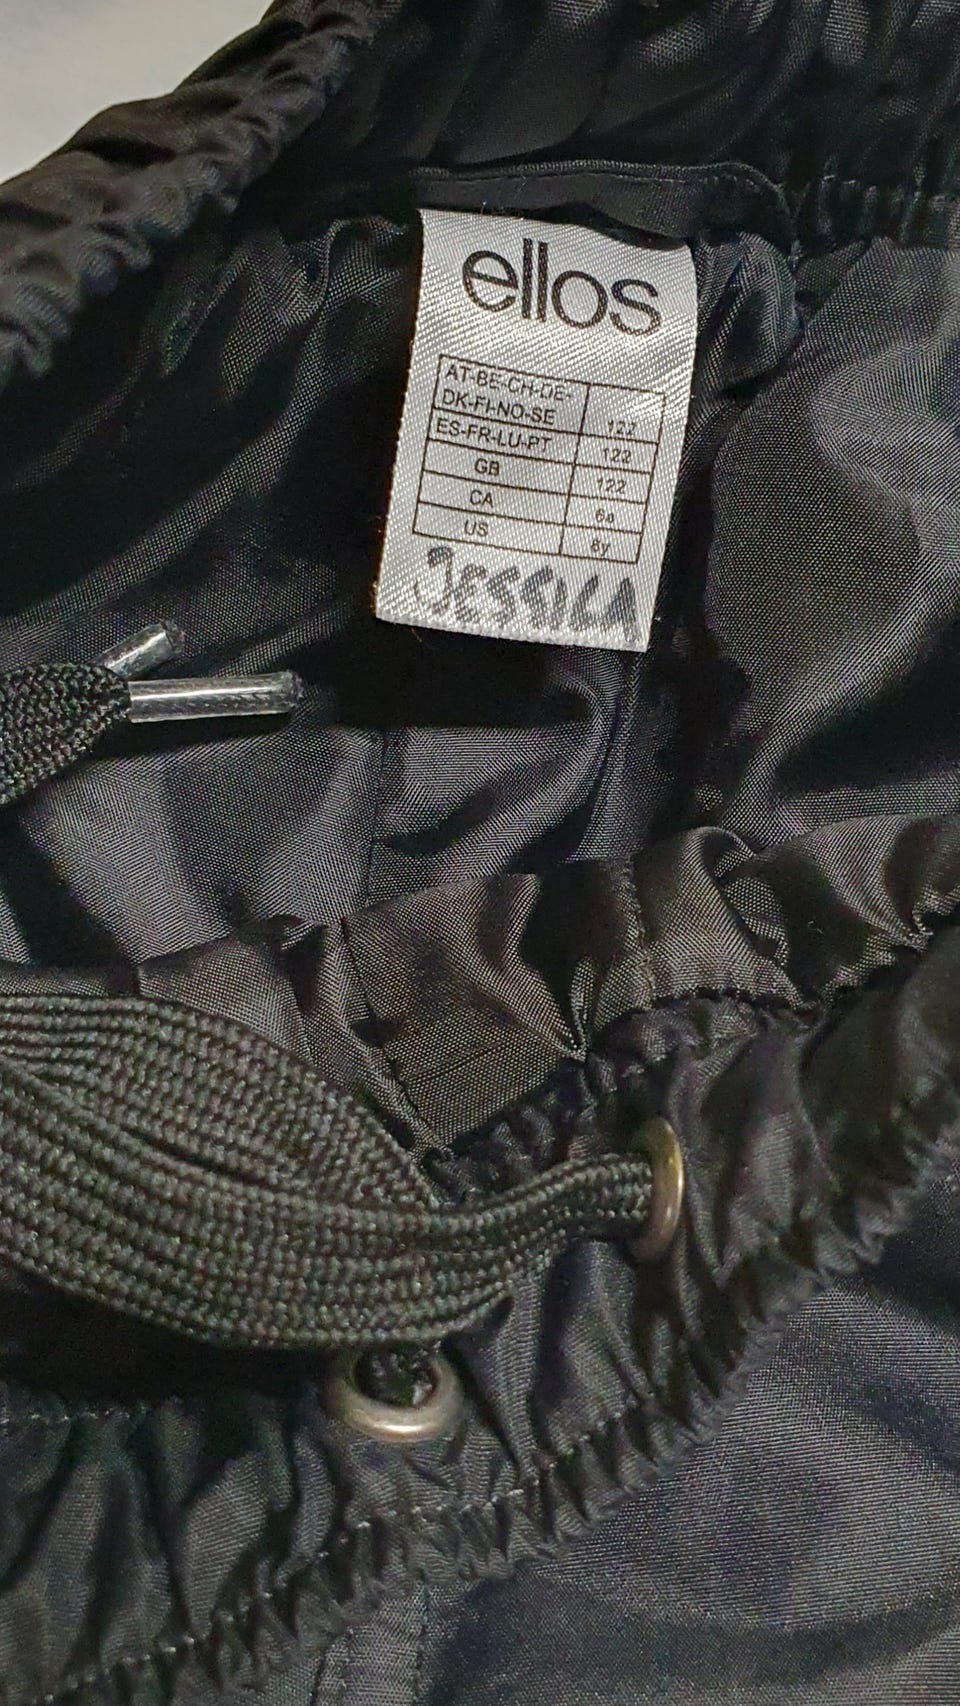 ellos
AT-BE-CH-DE-
DK-FI-NO-SE 122
ES-FR-LU-PT 122
GB 122
CA 6a
US 6y
JESSICA